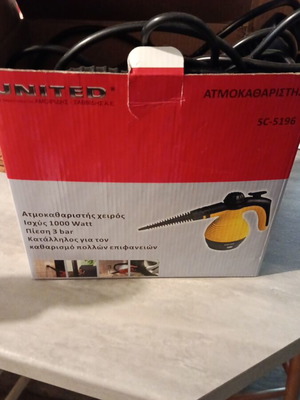 UNITED®
ΑΤΜΟΚΑΘΑΡΙΣΤΗ
SC-5196
Ατμοκαθαριστής χειρός
Ισχύς 1000 Watt
Πίεση 3 bar
Κατάλληλος για τον
καθαρισμό πολλών επιφανειών